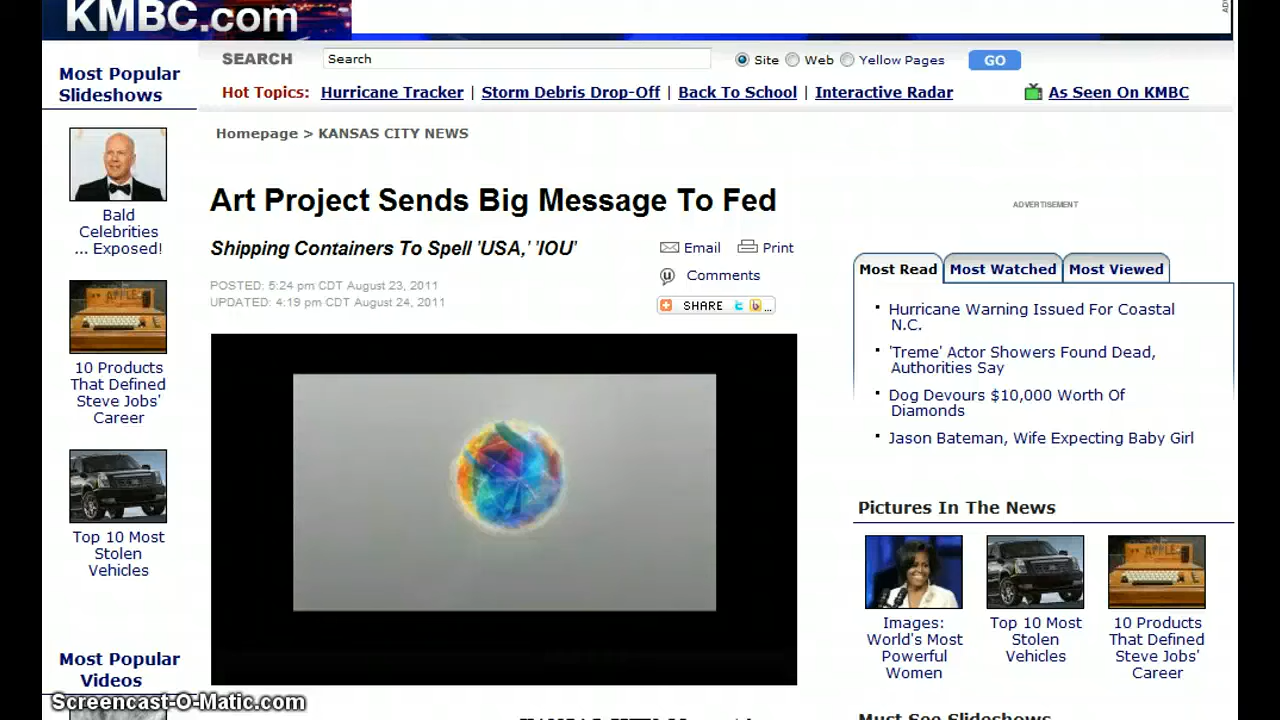 KMBC.com
Most Popular
Slideshows
Bald
Celebrities
... Exposed!
10 Products
That Defined
Steve Jobs'
Career
Top 10 Most
Stolen
Vehicles
Most Popular
Videos
SEARCH Search Site Web Yellow Pages GO
Hot Topics: Hurricane Tracker | Storm Debris Drop-Off | Back To School | Interactive Radar As Seen On KMBC
Homepage > KANSAS CITY NEWS
Art Project Sends Big Message To Fed
Shipping Containers To Spell 'USA,' 'IOU'
POSTED: 5:24 pm CDT August 23, 2011
UPDATED: 4:19 pm CDT August 24, 2011
Email Print
Comments
SHARE ...
ADVERTISEMENT
Most Read Most Watched Most Viewed
Hurricane Warning Issued For Coastal
N.C.
'Treme' Actor Showers Found Dead,
Authorities Say
Dog Devours $10,000 Worth Of
Diamonds
Jason Bateman, Wife Expecting Baby Girl
Pictures In The News
Images:
World's Most
Powerful
Women
Top 10 Most
Stolen
Vehicles
10 Products
That Defined
Steve Jobs'
Career
Must See Slideshows
Screencast-O-Matic.com